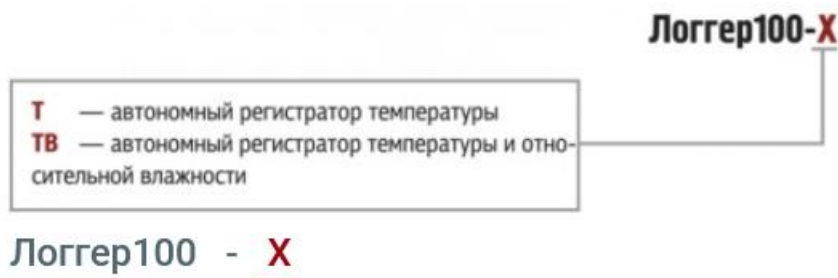 Логгер100-Х
Т — автономный регистратор температуры
ТВ — автономный регистратор температуры и отно-
сительной влажности
Логгер100 - Х